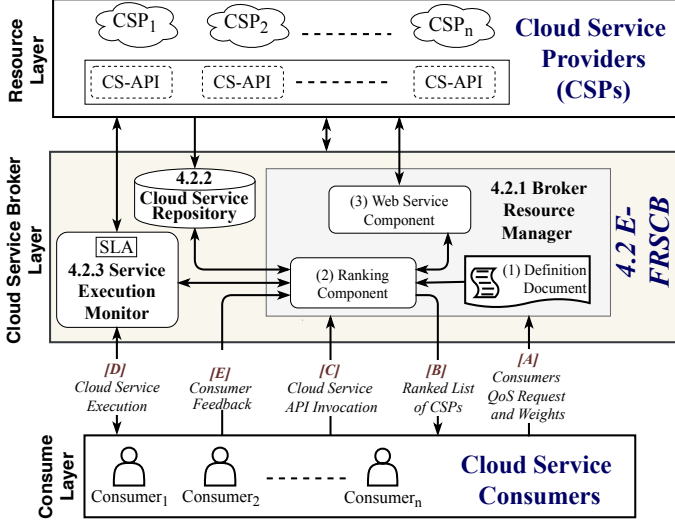 Resource
Layer
CSP1
CSP2
CSPn
CS-API
CS-API
CS-API
Cloud Service
Providers
(CSPs)
Cloud Service Broker
Layer
4.2.2
Cloud Service
Repository
(3) Web Service
Component
4.2.1 Broker
Resource
Manager
4.2 E-
FRSCB
SLA
4.2.3 Service
Execution
Monitor
(2) Ranking
Component
(1) Definition
Document
[D]
Cloud Service
Execution
[E]
Consumer
Feedback
[C]
Cloud Service
API Invocation
[B]
Ranked List
of CSPs
[A]
Consumers
QoS Request
and Weights
Consume
Layer
Consumer1
Consumer2
Consumern
Cloud Service
Consumers